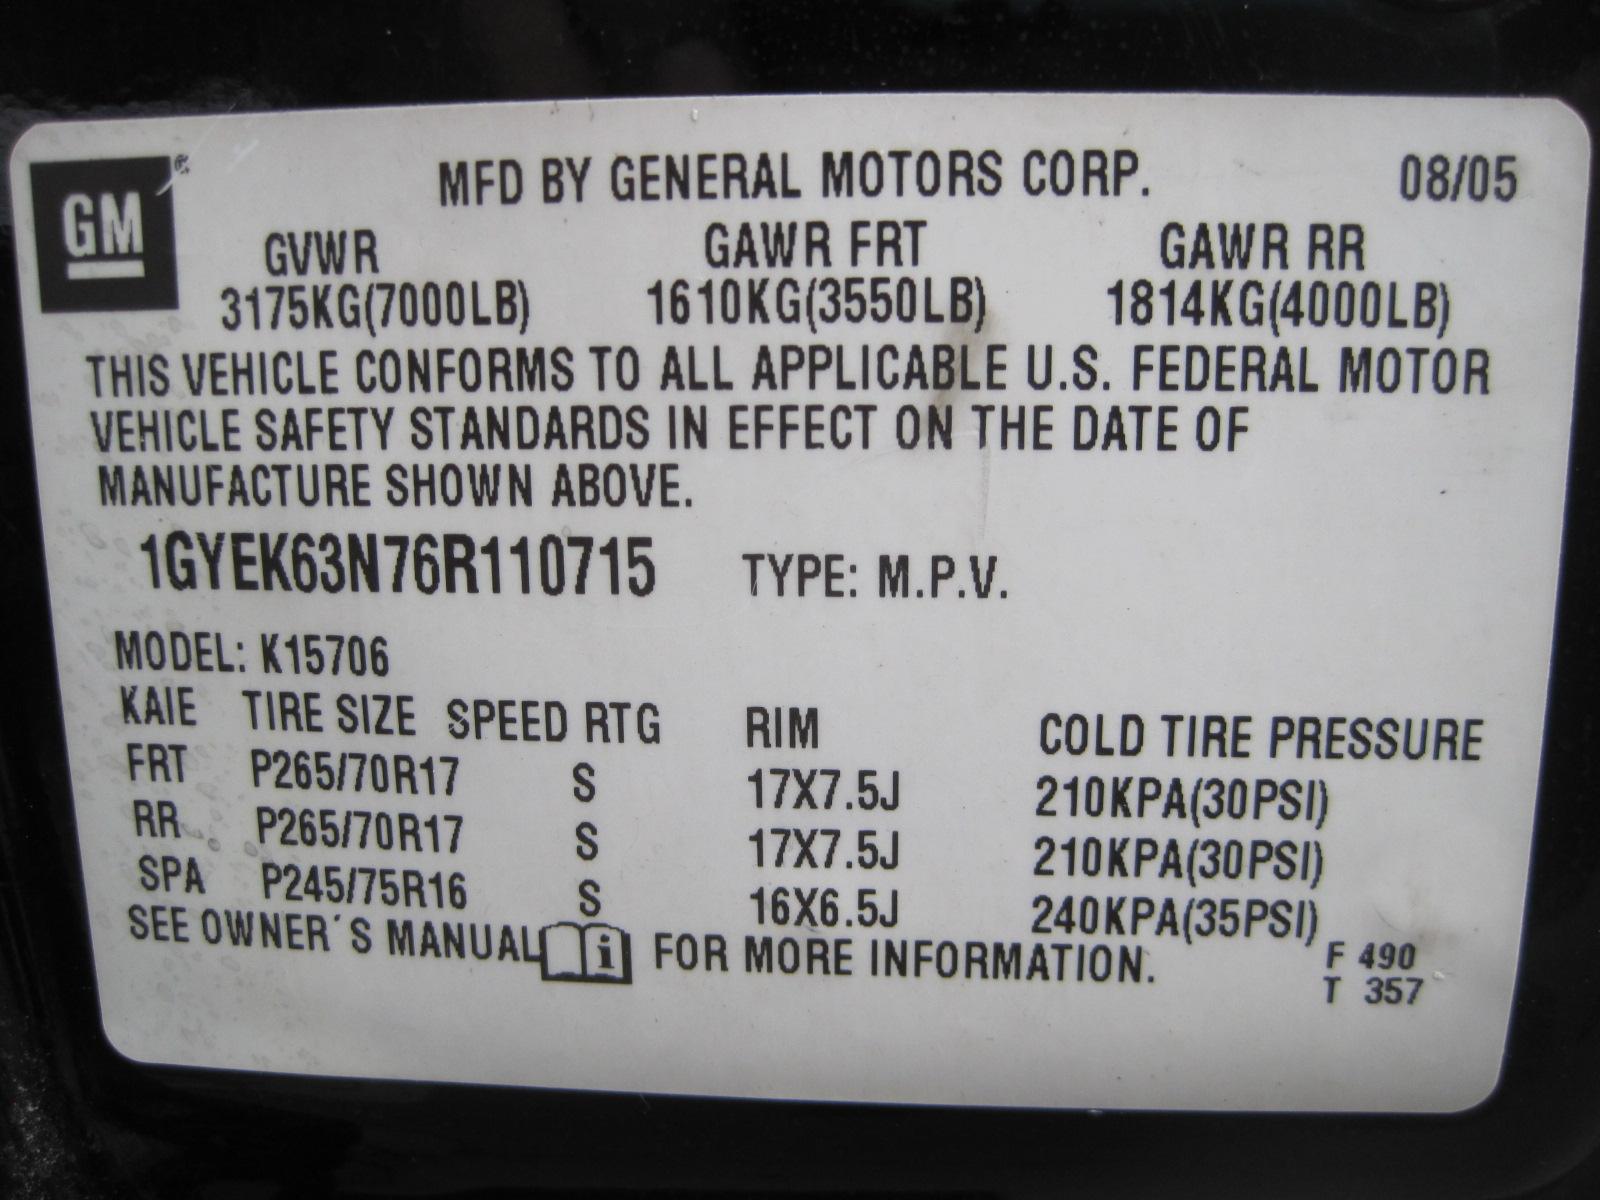 GM ®
MFD BY GENERAL MOTORS CORP. 08/05
GVWR GAWR FRT GAWR RR
3175KG(7000LB) 1610KG(3550LB) 1814KG(4000LB)
THIS VEHICLE CONFORMS TO ALL APPLICABLE U.S. FEDERAL MOTOR
VEHICLE SAFETY STANDARDS IN EFFECT ON THE DATE OF
MANUFACTURE SHOWN ABOVE.
1GYEK63N76R110715 TYPE: M.P.V.
MODEL: K15706
KAIE TIRE SIZE SPEED RTG RIM COLD TIRE PRESSURE
FRT P265/70R17 S 17X7.5J 210KPA(30PSI)
RR P265/70R17 S 17X7.5J 210KPA(30PSI)
SPA P245/75R16 S 16X6.5J 240KPA(35PSI)
SEE OWNER´S MANUAL i FOR MORE INFORMATION.
F 490
T 357